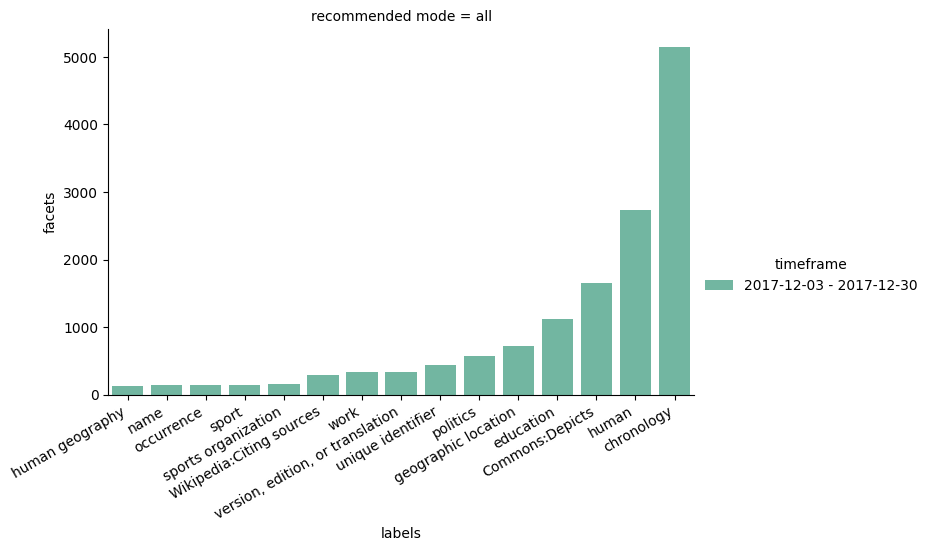 recommended mode = all
5000
4000
3000
2000
1000
0
facets
human geography
name
occurrence
sport
sports organization
Wikipedia:Citing sources
work
version, edition, or translation
unique identifier
politics
geographic location
education
Commons:Depicts
human
chronology
labels
timeframe
2017-12-03 - 2017-12-30